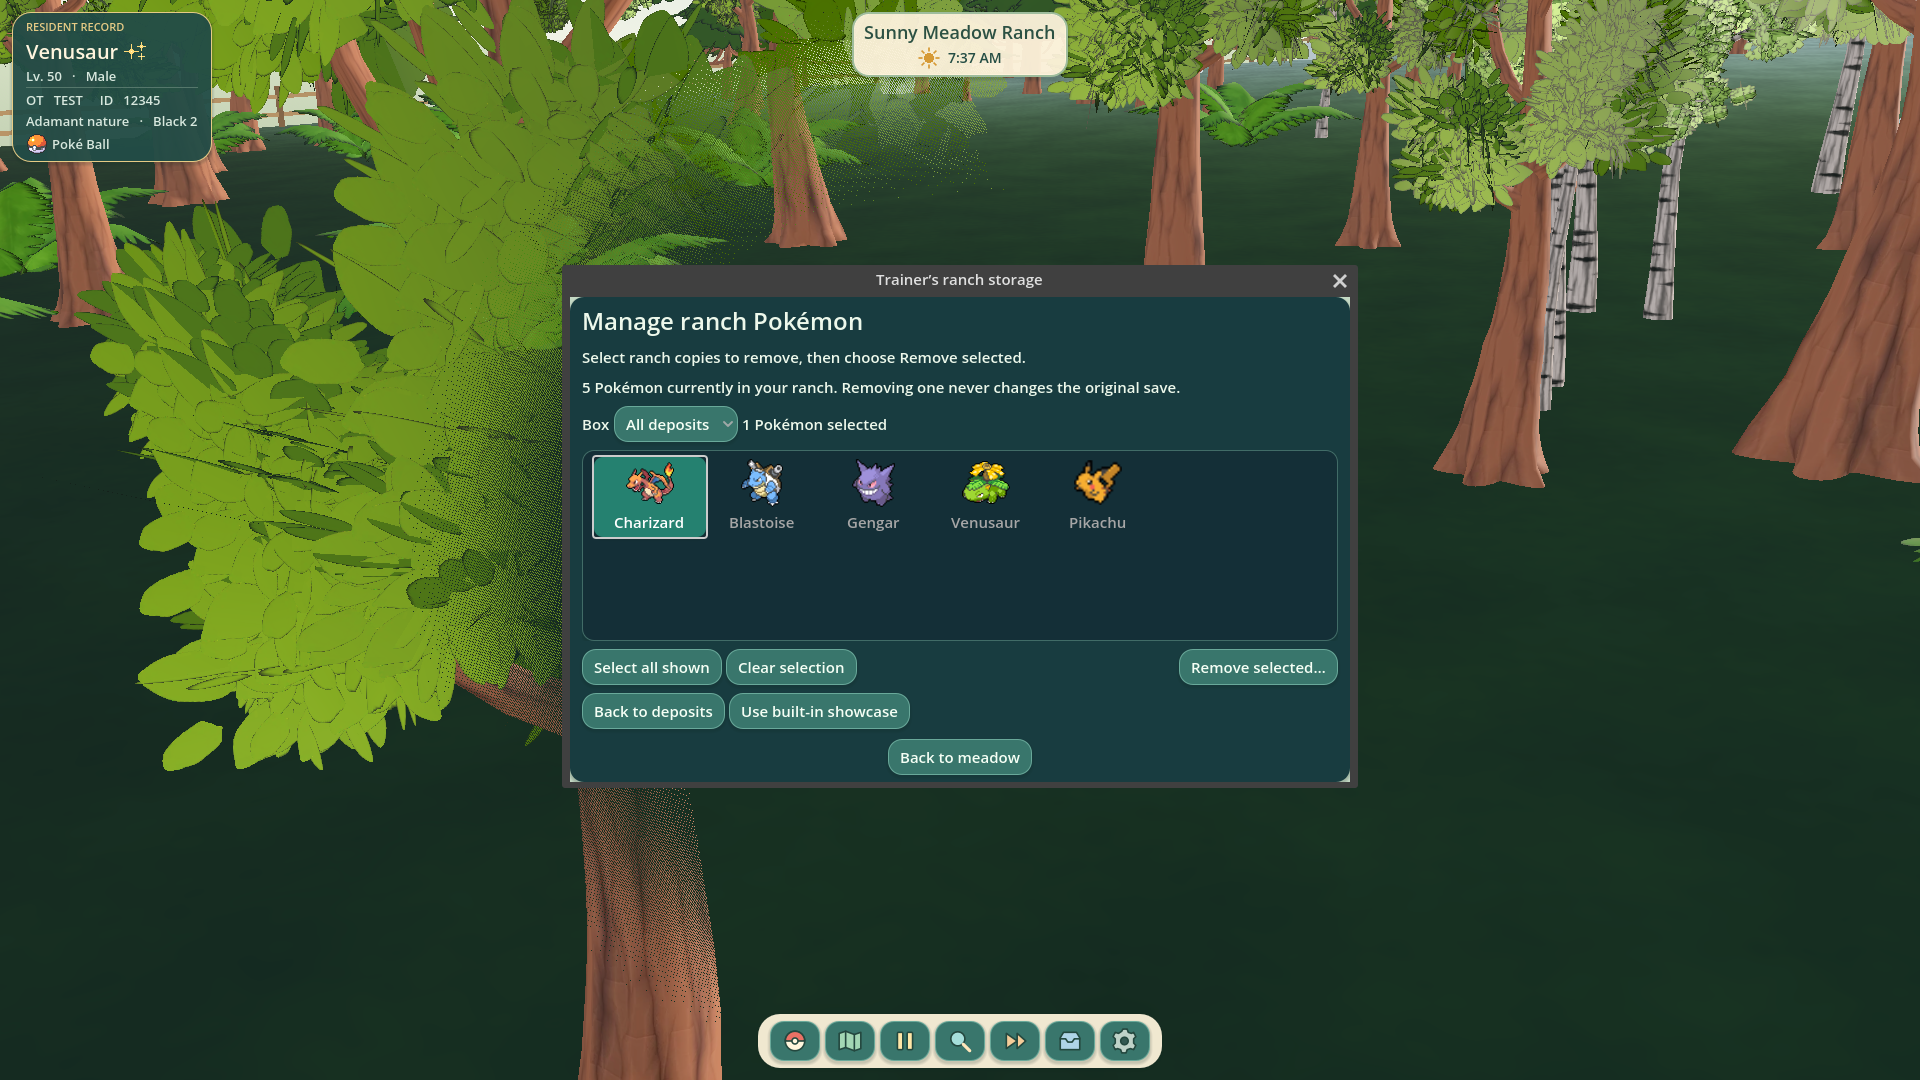 RESIDENT RECORD
Venusaur
Lv. 50 · Male
OT TEST ID 12345
Adamant nature · Black 2
Poké Ball
Sunny Meadow Ranch
7:37 AM
Trainer’s ranch storage
Manage ranch Pokémon
Select ranch copies to remove, then choose Remove selected.
5 Pokémon currently in your ranch. Removing one never changes the original save.
Box All deposits 1 Pokémon selected
Charizard Blastoise Gengar Venusaur Pikachu
Select all shown Clear selection Remove selected...
Back to deposits Use built-in showcase
Back to meadow